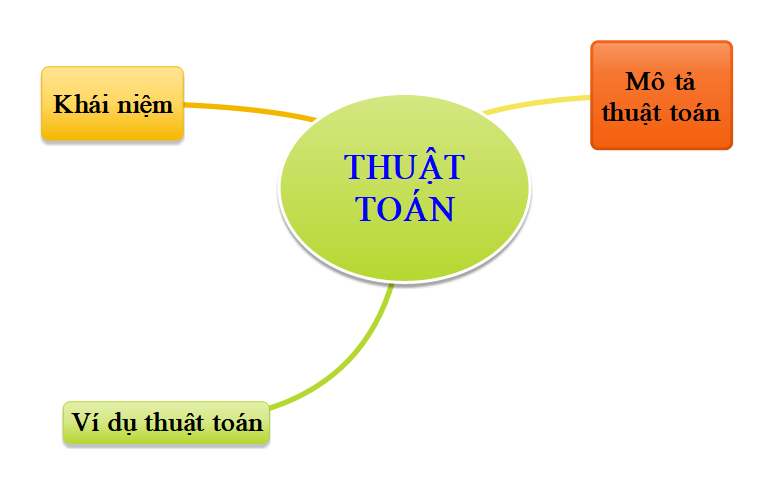 Khái niệm
Mô tả
thuật toán
THUẬT
TOÁN
Ví dụ thuật toán